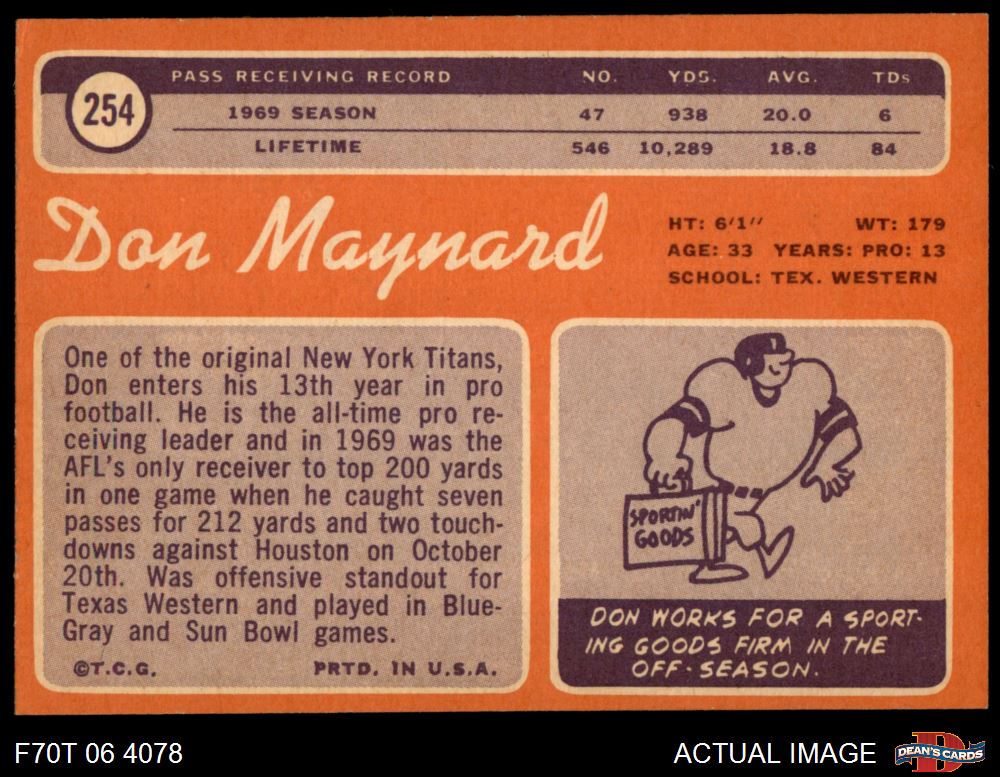 254
PASS RECEIVING RECORD NO. YDS. AVG. TDs
1969 SEASON 47 938 20.0 6
LIFETIME 546 10,289 18.8 84
Don Maynard
HT: 6'1" WT: 179
AGE: 33 YEARS: PRO: 13
SCHOOL: TEX. WESTERN
One of the original New York Titans,
Don enters his 13th year in pro
football. He is the all-time pro re-
ceiving leader and in 1969 was the
AFL's only receiver to top 200 yards
in one game when he caught seven
passes for 212 yards and two touch-
downs against Houston on October
20th. Was offensive standout for
Texas Western and played in Blue-
Gray and Sun Bowl games.
©T.C.G. PRTD. IN U.S.A.
SPORTIN'
GOODS
DON WORKS FOR A SPORT-
ING GOODS FIRM IN THE
OFF-SEASON.
F70T 06 4078
ACTUAL IMAGE
D
DEAN'S CARDS